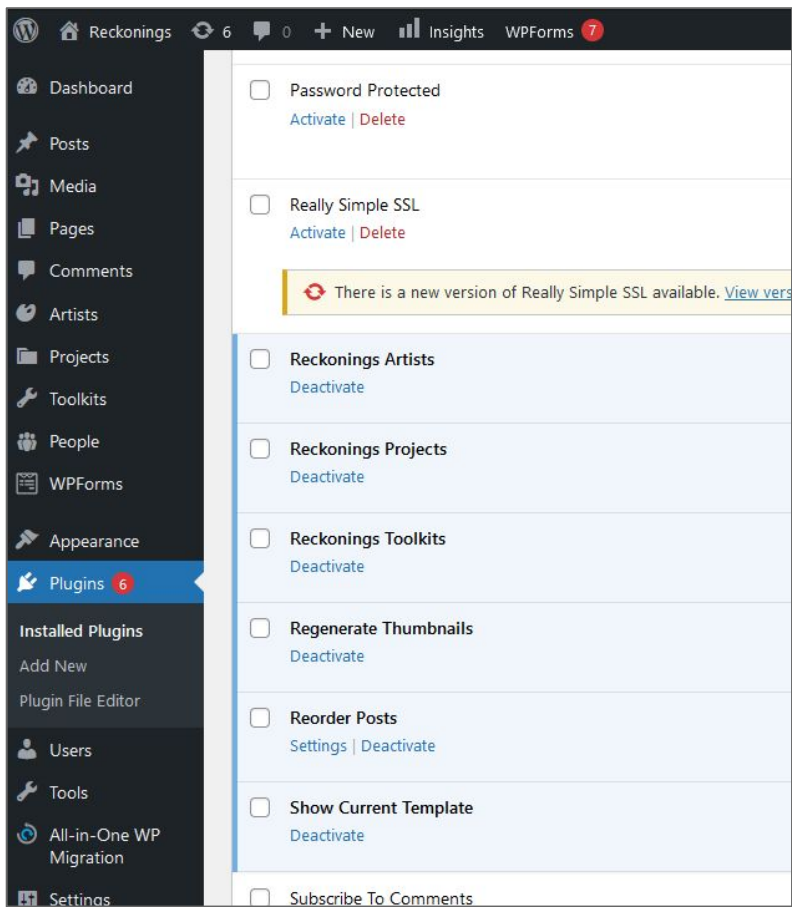 Reckonings 6 0 New Insights WPForms 7
Dashboard
Posts
Media
Pages
Comments
Artists
Projects
Toolkits
People
WPForms
Appearance
Plugins 6
Installed Plugins
Add New
Plugin File Editor
Users
Tools
All-in-One WP
Migration
Settings
Password Protected
Activate | Delete
Really Simple SSL
Activate | Delete
There is a new version of Really Simple SSL available. View vers
Reckonings Artists
Deactivate
Reckonings Projects
Deactivate
Reckonings Toolkits
Deactivate
Regenerate Thumbnails
Deactivate
Reorder Posts
Settings | Deactivate
Show Current Template
Deactivate
Subscribe To Comments